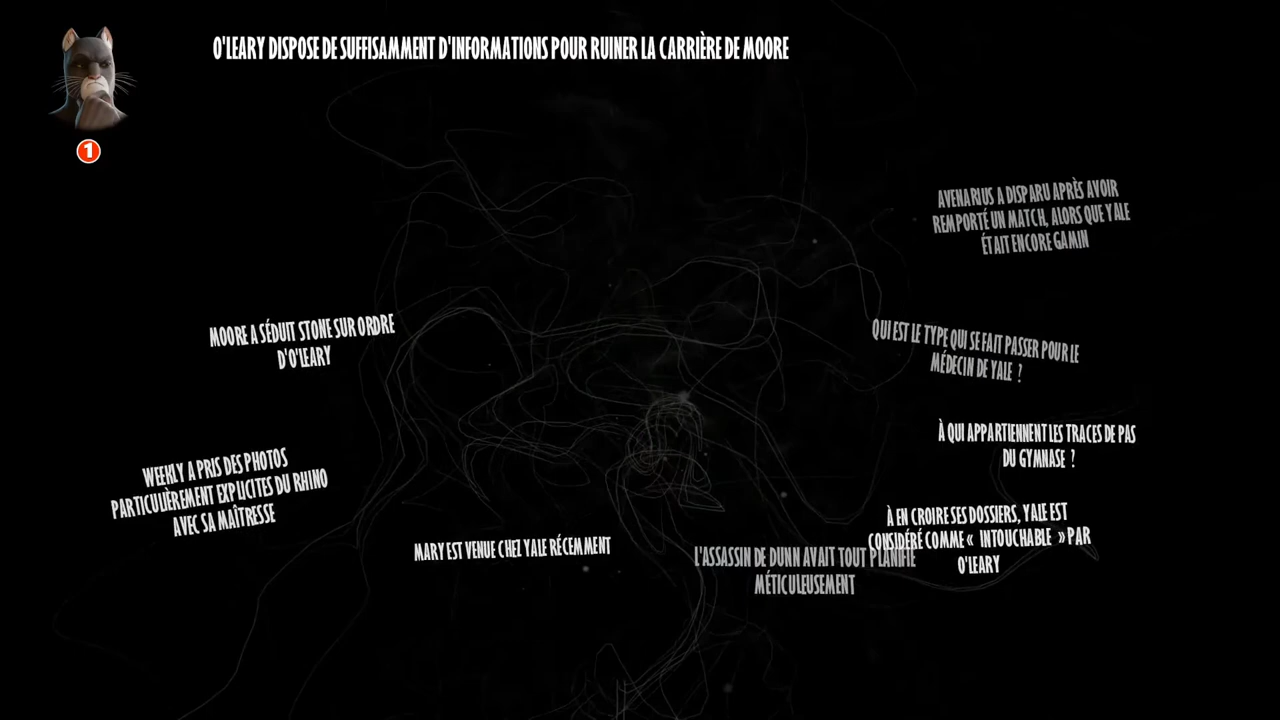 O'LEARY DISPOSE DE SUFFISAMMENT D'INFORMATIONS POUR RUINER LA CARRIÈRE DE MOORE
1
AVENARIUS A DISPARU APRÈS AVOIR
REMPORTÉ UN MATCH, ALORS QUE YALE
ÉTAIT ENCORE GAMIN
MOORE A SÉDUIT STONE SUR ORDRE
D'O'LEARY
QUI EST LE TYPE QUI SE FAIT PASSER POUR LE
MÉDECIN DE YALE ?
À QUI APPARTIENNENT LES TRACES DE PAS
DU GYMNASE ?
WEEKLY A PRIS DES PHOTOS
PARTICULIÈREMENT EXPLICITES DU RHINO
AVEC SA MAÎTRESSE
À EN CROIRE SES DOSSIERS, YALE EST
CONSIDÉRÉ COMME « INTOUCHABLE » PAR
O'LEARY
MARY EST VENUE CHEZ YALE RÉCEMMENT
L'ASSASSIN DE DUNN AVAIT TOUT PLANIFIÉ
MÉTICULEUSEMENT